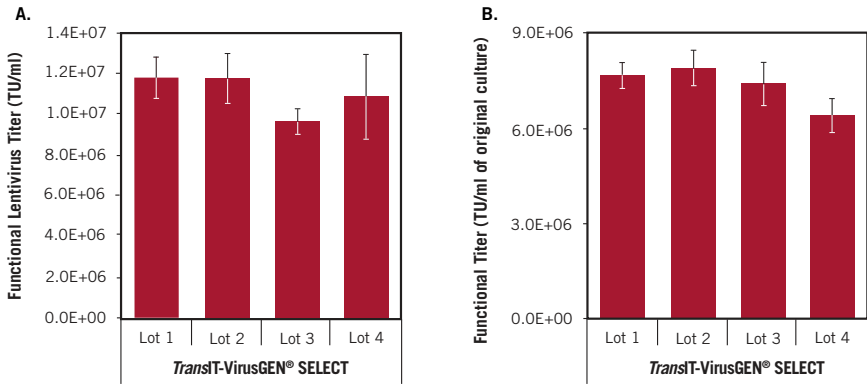 A.
Functional Lentivirus Titer (TU/ml)
1.4E+07
1.2E+07
1.0E+07
8.0E+06
6.0E+06
4.0E+06
2.0E+06
0.0E+00
Lot 1 Lot 2 Lot 3 Lot 4
TransIT-VirusGEN® SELECT
B.
Functional Titer (TU/ml of original culture)
9.0E+06
6.0E+06
3.0E+06
0.0E+00
Lot 1 Lot 2 Lot 3 Lot 4
TransIT-VirusGEN® SELECT